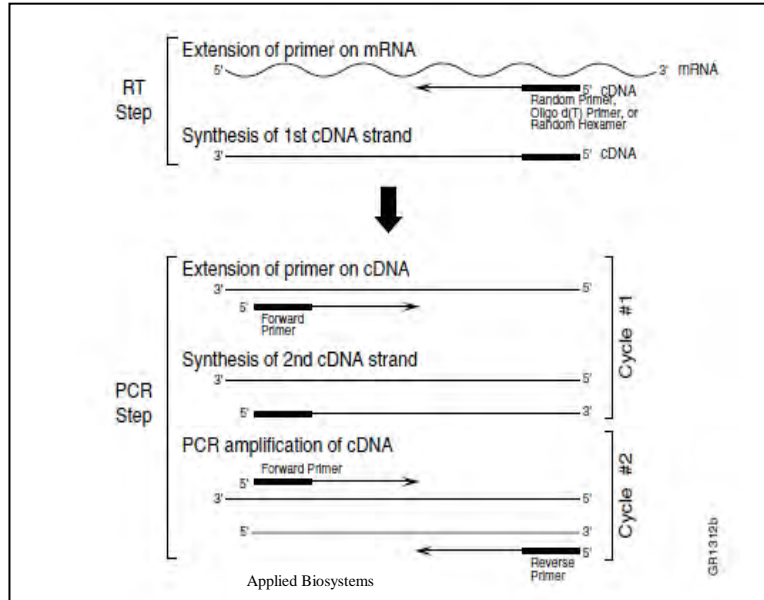 Extension of primer on mRNA
5' 3' mRNA
5' cDNA
Random Primer,
Oligo d(T) Primer, or
Random Hexamer
RT
Step
Synthesis of 1st cDNA strand
3' 5' cDNA
Extension of primer on cDNA
3' 5'
5'
Forward
Primer
Synthesis of 2nd cDNA strand
3' 5'
5' 3'
Cycle #1
PCR
Step
PCR amplification of cDNA
Forward Primer
5'
3' 5'
5' 3'
5'
Reverse
Primer
Cycle #2
Applied Biosystems
GR1312b